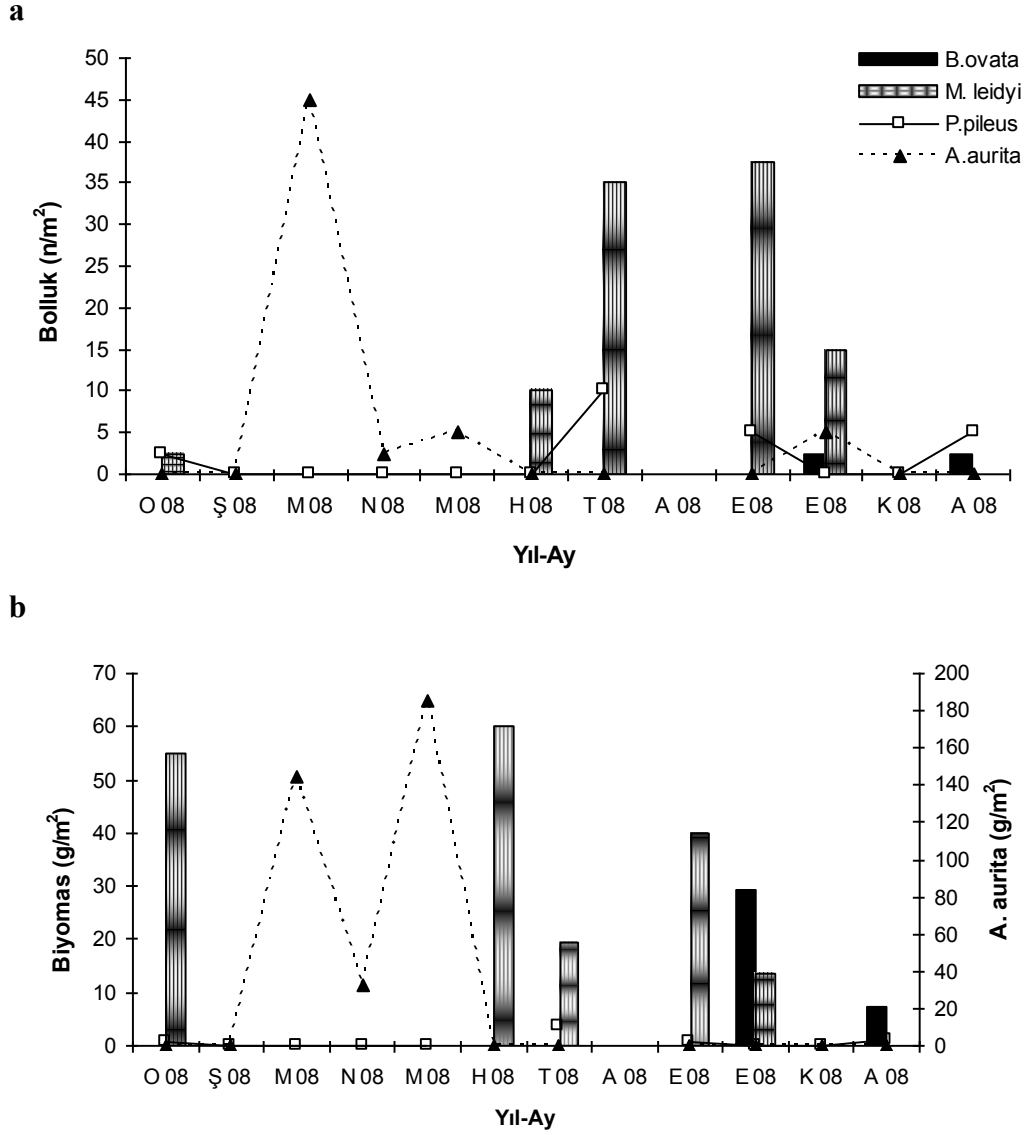 a
50
45
40
35
30
25
20
15
10
5
0
Bolluk (n/m²)
B.ovata
M. leidyi
P.pileus
A.aurita
O 08 Ş 08 M 08 N 08 M 08 H 08 T 08 A 08 E 08 E 08 K 08 A 08
Yıl-Ay
b
70
60
50
40
30
20
10
0
Biyomas (g/m²)
200
180
160
140
120
100
80
60
40
20
0
A. aurita (g/m²)
O 08 Ş 08 M 08 N 08 M 08 H 08 T 08 A 08 E 08 E 08 K 08 A 08
Yıl-Ay